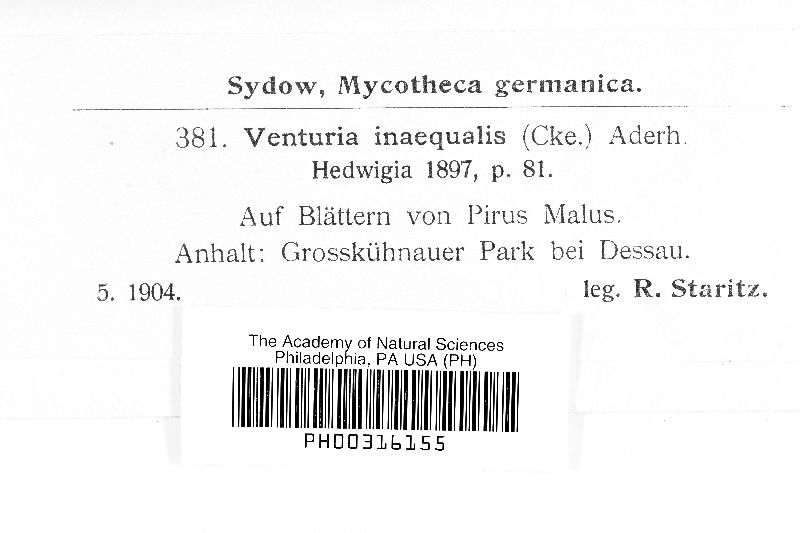 Sydow, Mycotheca germanica.
381. Venturia inaequalis (Cke.) Aderh.
Hedwigia 1897, p. 81.
Auf Blättern von Pirus Malus.
Anhalt: Grosskühnauer Park bei Dessau.
5. 1904. leg. R. Staritz.
The Academy of Natural Sciences
Philadelphia, PA USA (PH)
PH00316155